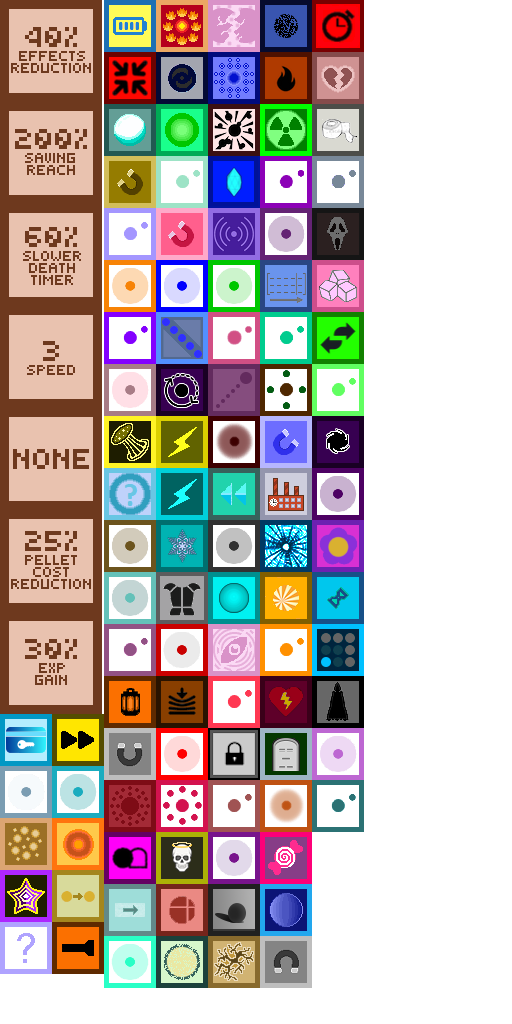 40%
EFFECTS
REDUCTION
200%
SAVING
REACH
60%
SLOWER
DEATH
TIMER
3
SPEED
NONE
25%
PELLET
COST
REDUCTION
30%
EXP
GAIN
?
?